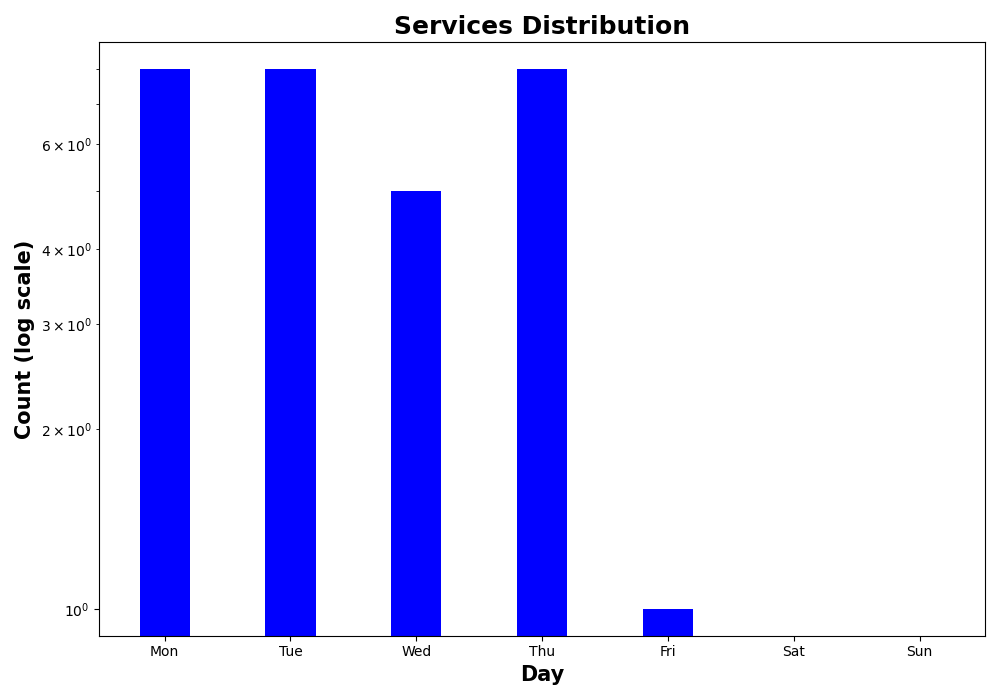 Services Distribution
Count (log scale)
6 × 10⁰
4 × 10⁰
3 × 10⁰
2 × 10⁰
10⁰
Mon Tue Wed Thu Fri Sat Sun
Day